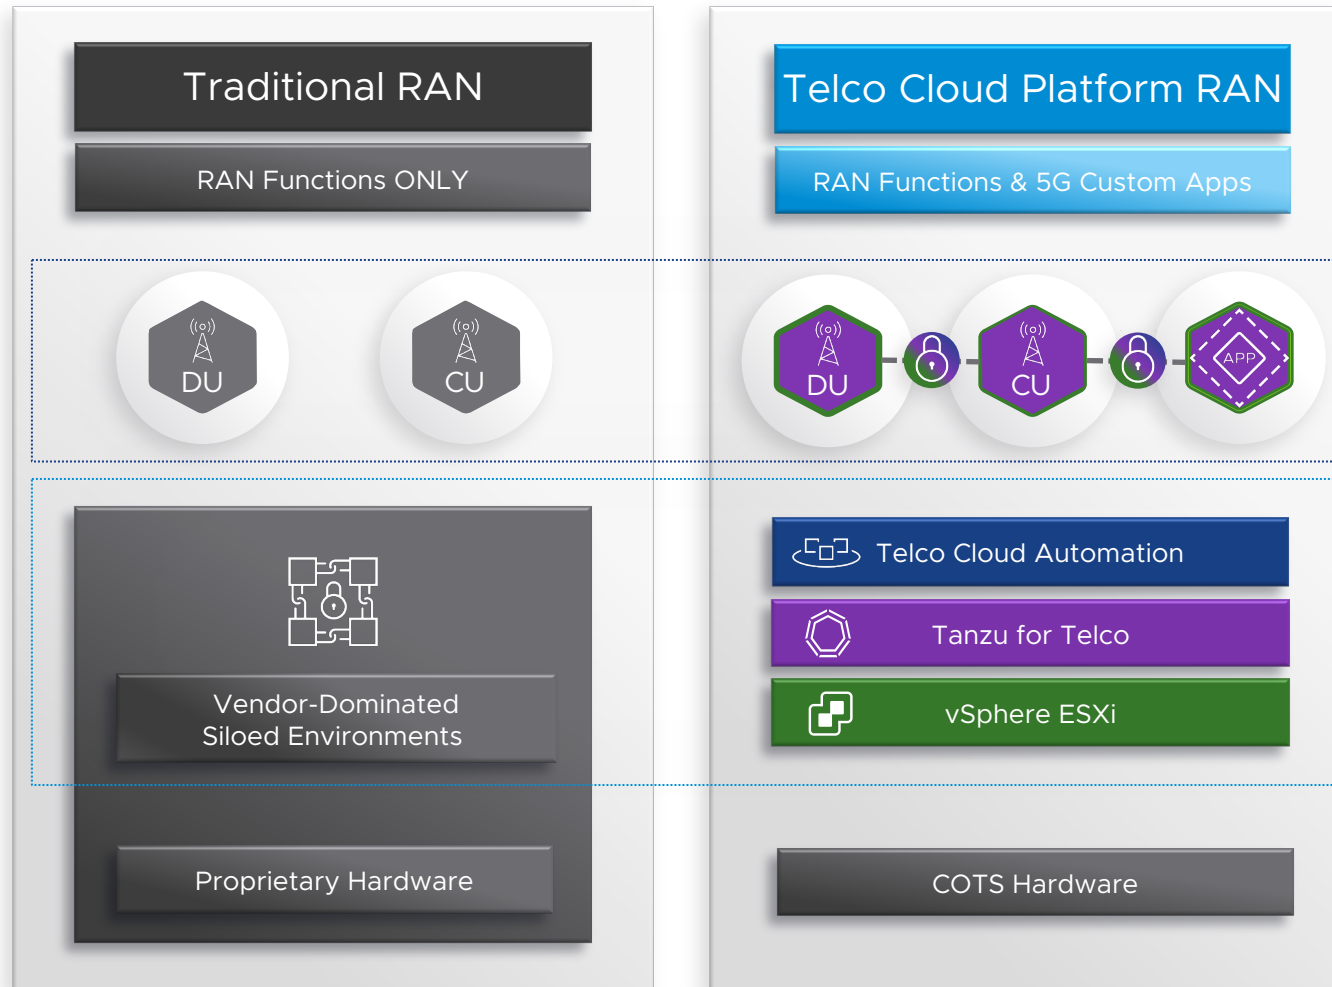 Traditional RAN
RAN Functions ONLY
DU
CU
Vendor-Dominated
Siloed Environments
Proprietary Hardware
Telco Cloud Platform RAN
RAN Functions & 5G Custom Apps
DU
CU
APP
Telco Cloud Automation
Tanzu for Telco
vSphere ESXi
COTS Hardware